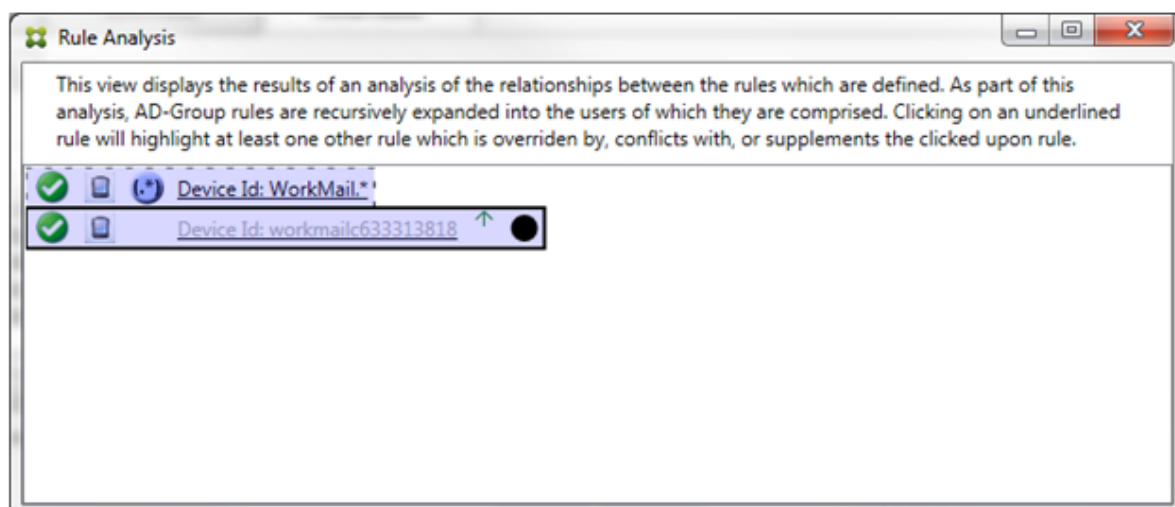 Rule Analysis
This view displays the results of an analysis of the relationships between the rules which are defined. As part of this
analysis, AD-Group rules are recursively expanded into the users of which they are comprised. Clicking on an underlined
rule will highlight at least one other rule which is overriden by, conflicts with, or supplements the clicked upon rule.
(.*) Device Id: WorkMail.*
Device Id: workmailc633313818